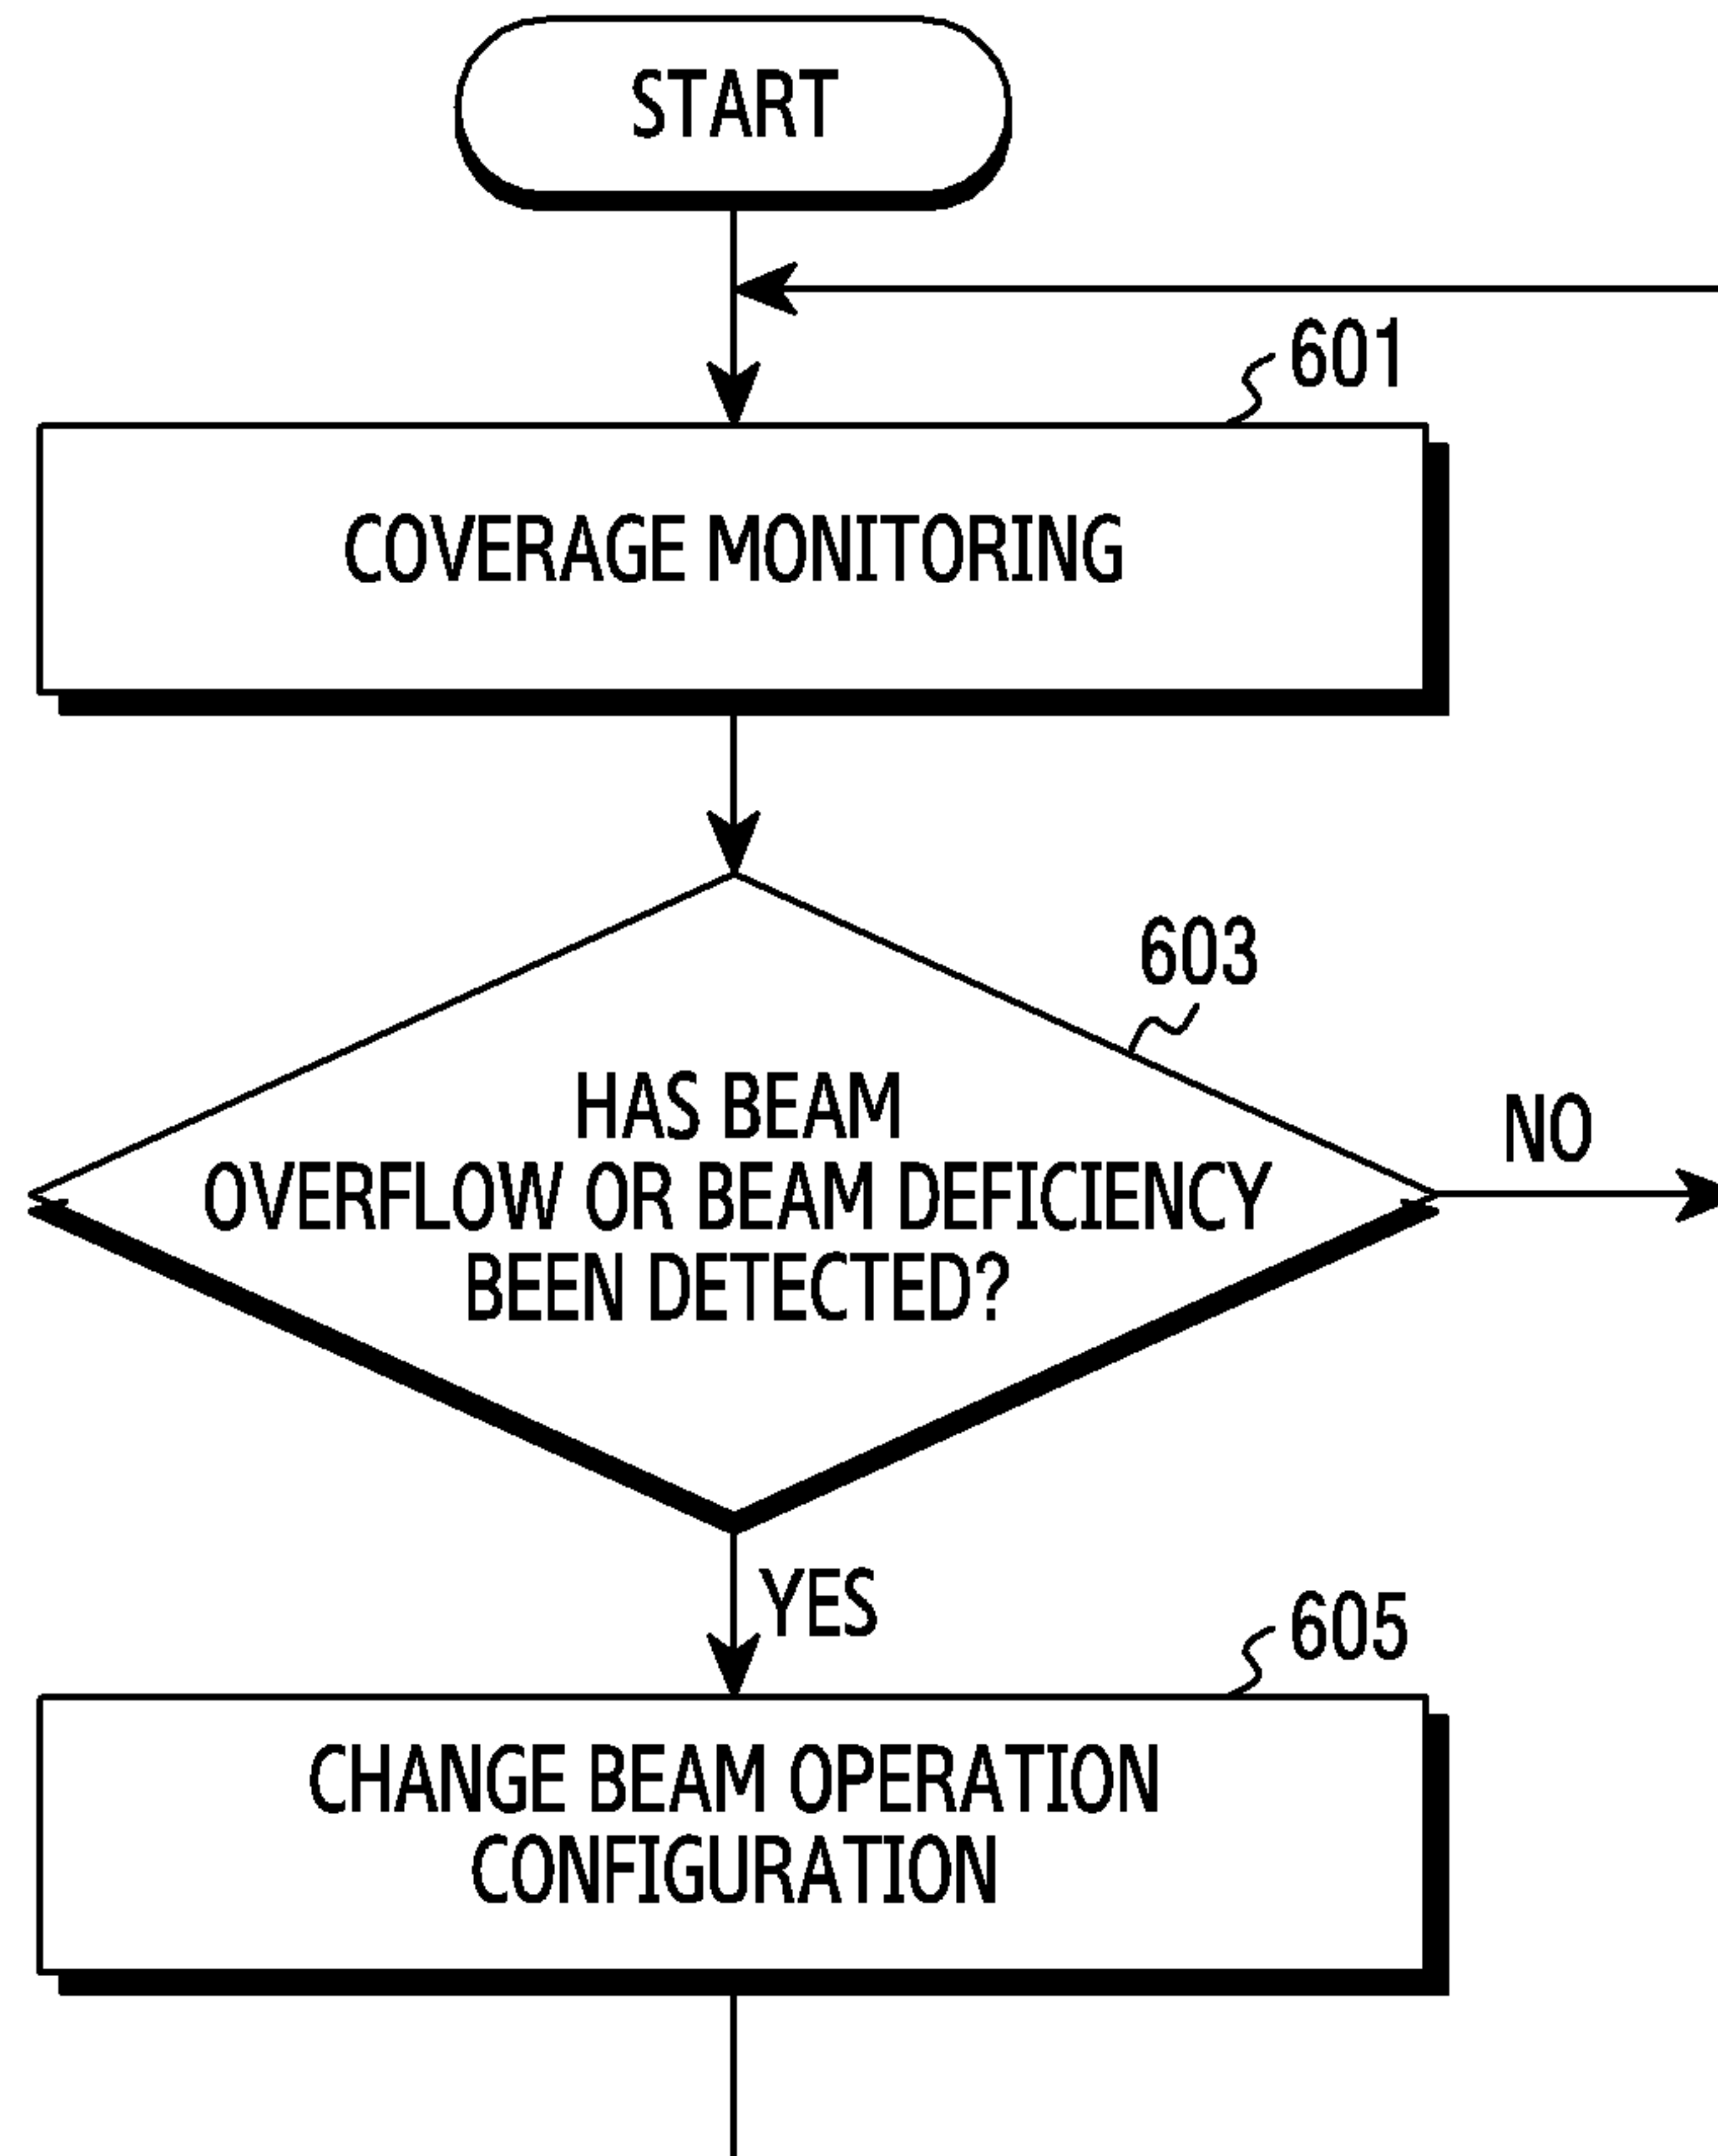 START
601
COVERAGE MONITORING
603
HAS BEAM
OVERFLOW OR BEAM DEFICIENCY
BEEN DETECTED?
NO
YES
605
CHANGE BEAM OPERATION
CONFIGURATION